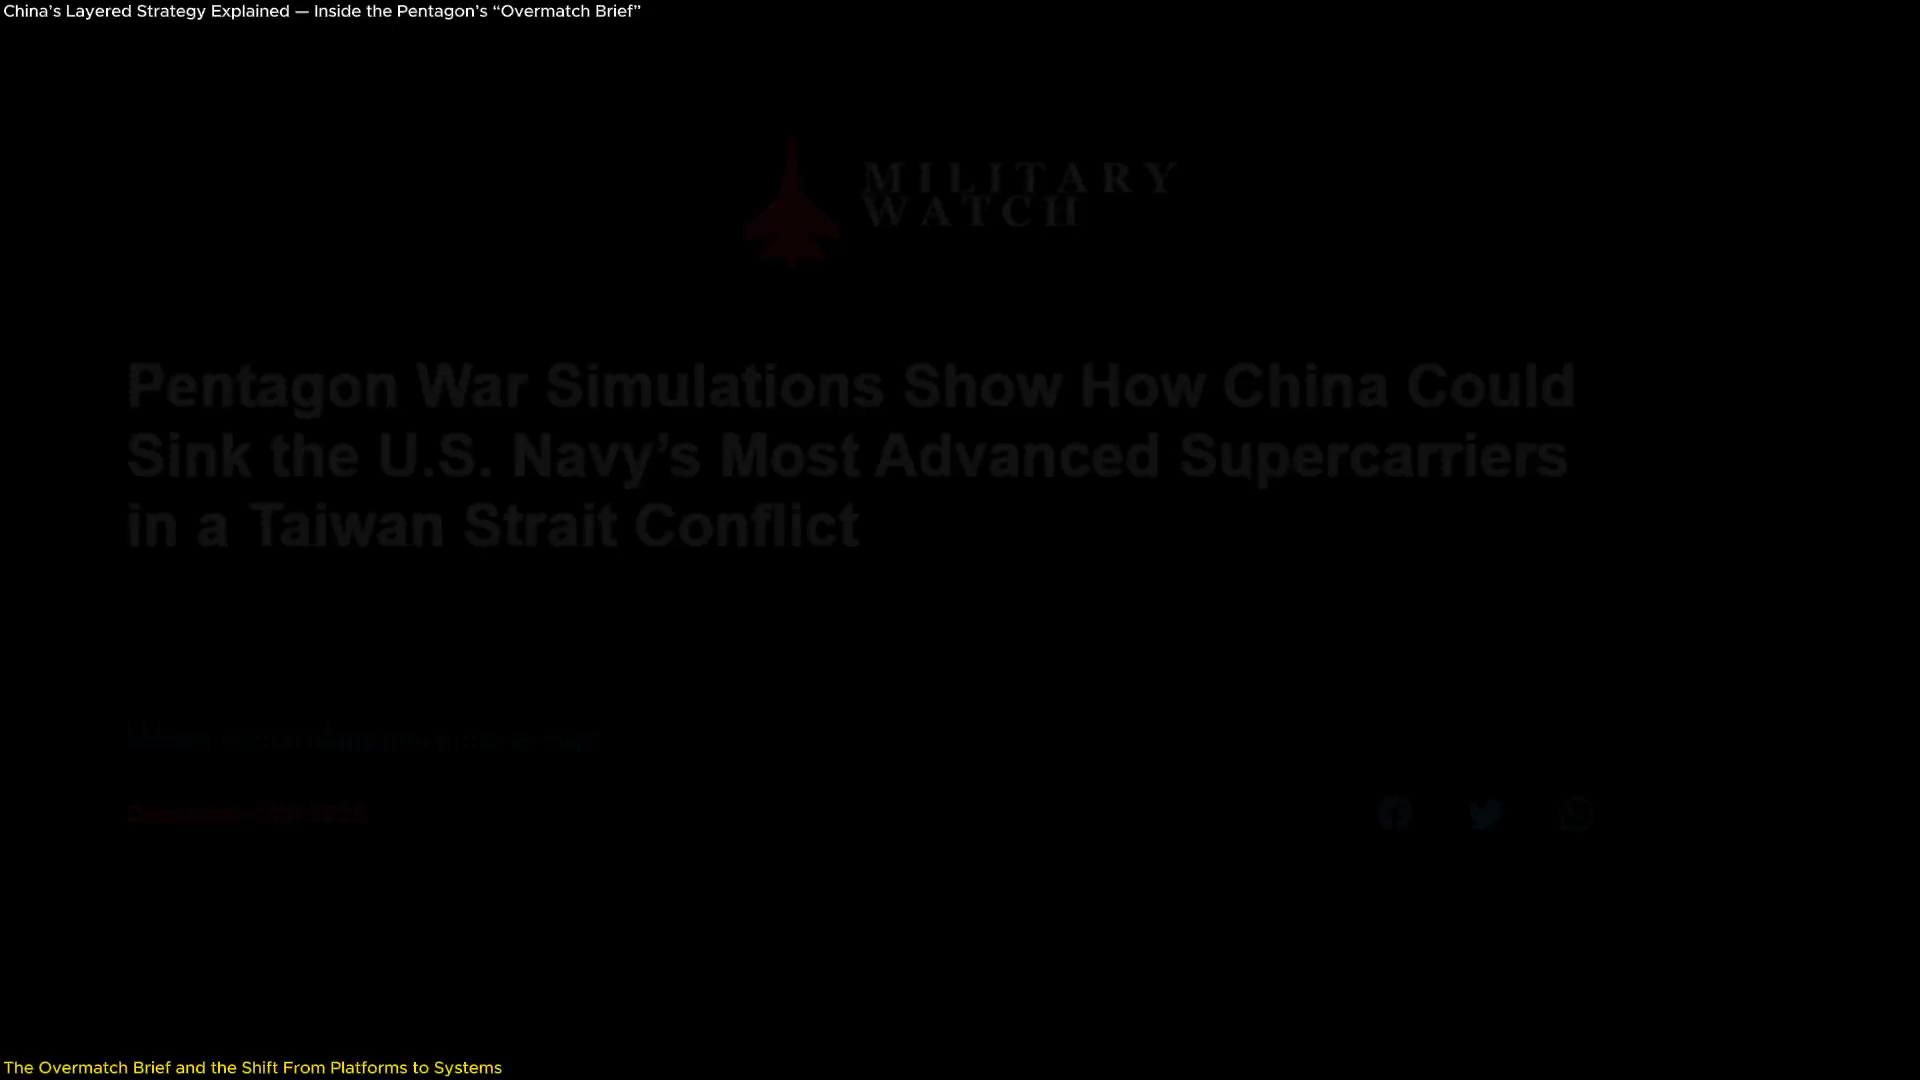 China’s Layered Strategy Explained — Inside the Pentagon’s “Overmatch Brief”
MILITARY
WATCH
Pentagon War Simulations Show How China Could
Sink the U.S. Navy’s Most Advanced Supercarriers
in a Taiwan Strait Conflict
The Overmatch Brief and the Shift From Platforms to Systems